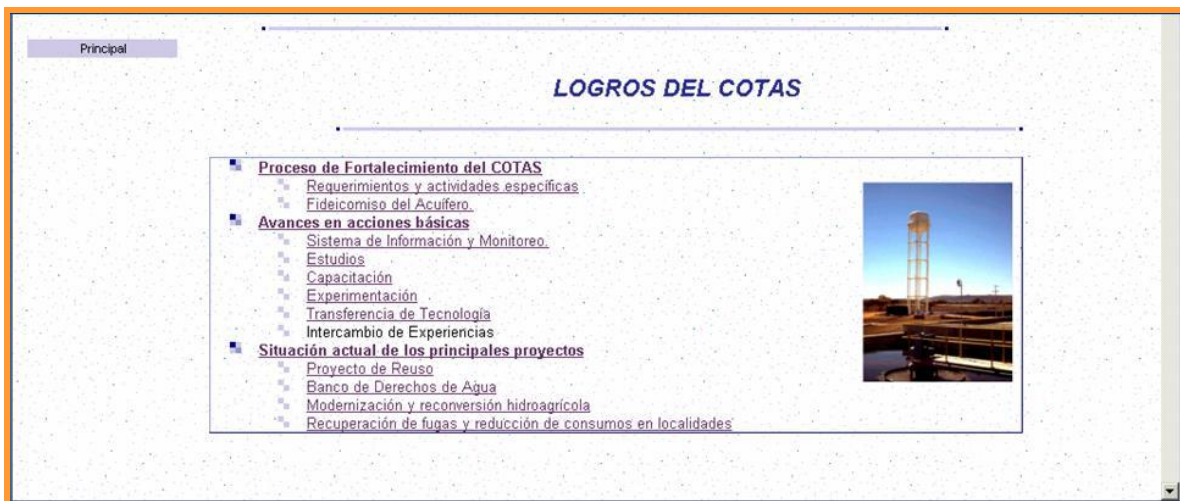 Principal
LOGROS DEL COTAS
Proceso de Fortalecimiento del COTAS
Requerimientos y actividades específicas
Fideicomiso del Acuífero.
Avances en acciones básicas
Sistema de Información y Monitoreo.
Estudios
Capacitación
Experimentación
Transferencia de Tecnología
Intercambio de Experiencias
Situación actual de los principales proyectos
Proyecto de Reuso
Banco de Derechos de Agua
Modernización y reconversión hidroagrícola
Recuperación de fugas y reducción de consumos en localidades